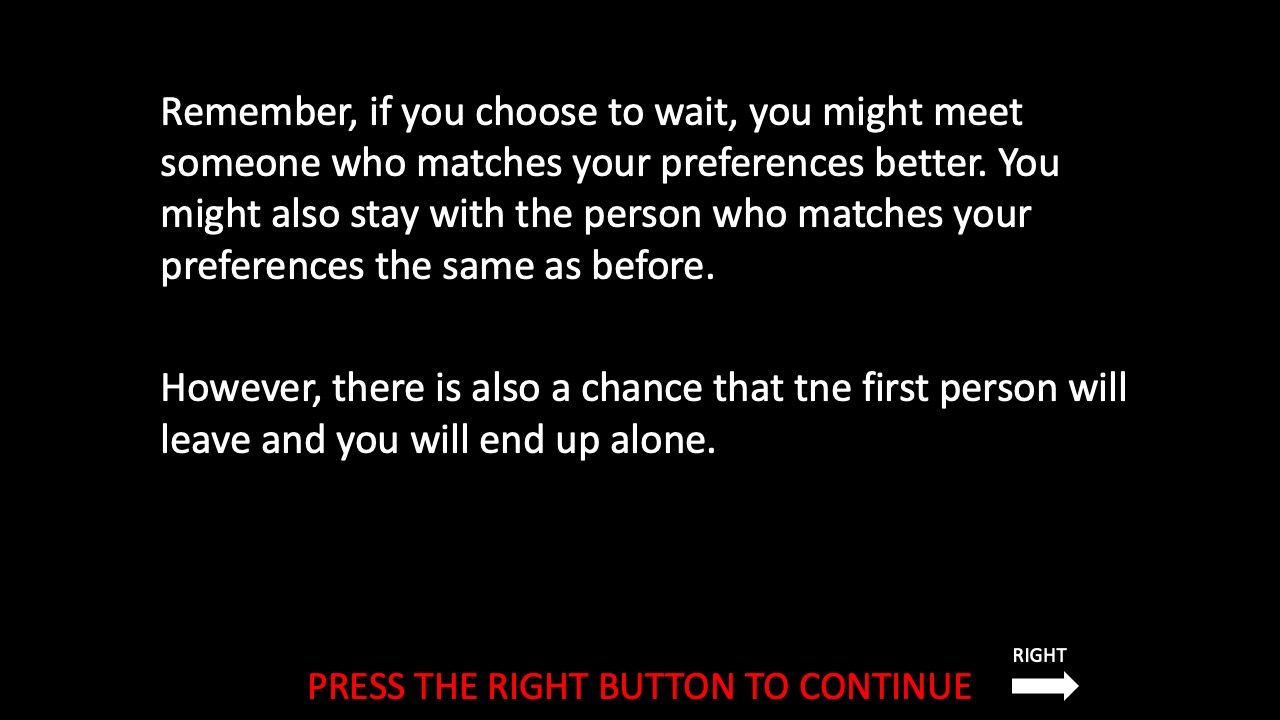 Remember, if you choose to wait, you might meet
someone who matches your preferences better. You
might also stay with the person who matches your
preferences the same as before.
However, there is also a chance that tne first person will
leave and you will end up alone.
RIGHT
PRESS THE RIGHT BUTTON TO CONTINUE